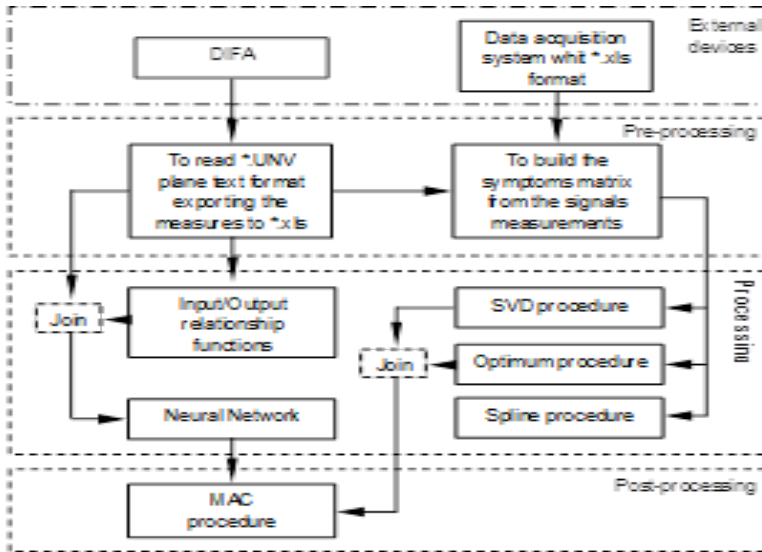 External
devices
DIFA
Data acquisition
system whit *.xls
format
Pre-processing
To read *.UNV
plane text format
exporting the
measures to *.xls
To build the
symptoms matrix
from the signals
measurements
Processing
Join
Input/Output
relationship
functions
SVD procedure
Join
Optimum procedure
Neural Network
Spline procedure
Post-processing
MAC
procedure